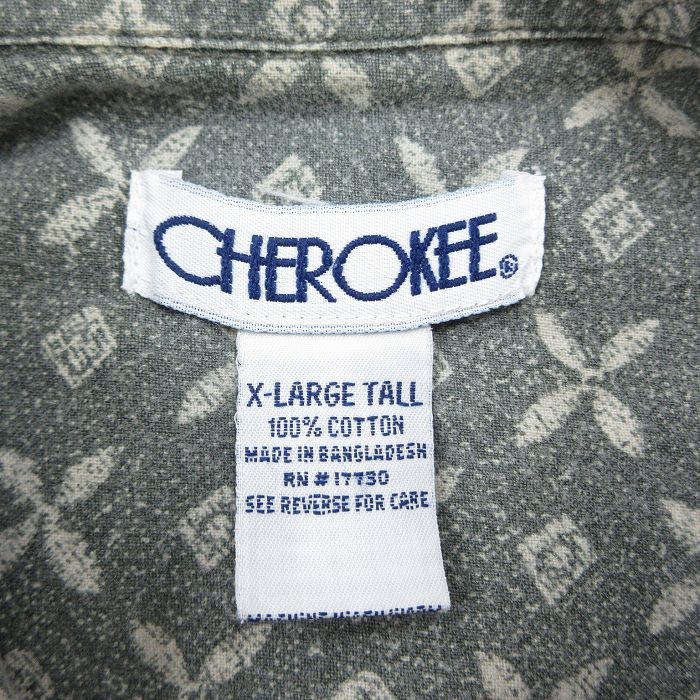 CHEROKEE®
X-LARGE TALL
100% COTTON
MADE IN BANGLADESH
RN #17730
SEE REVERSE FOR CARE